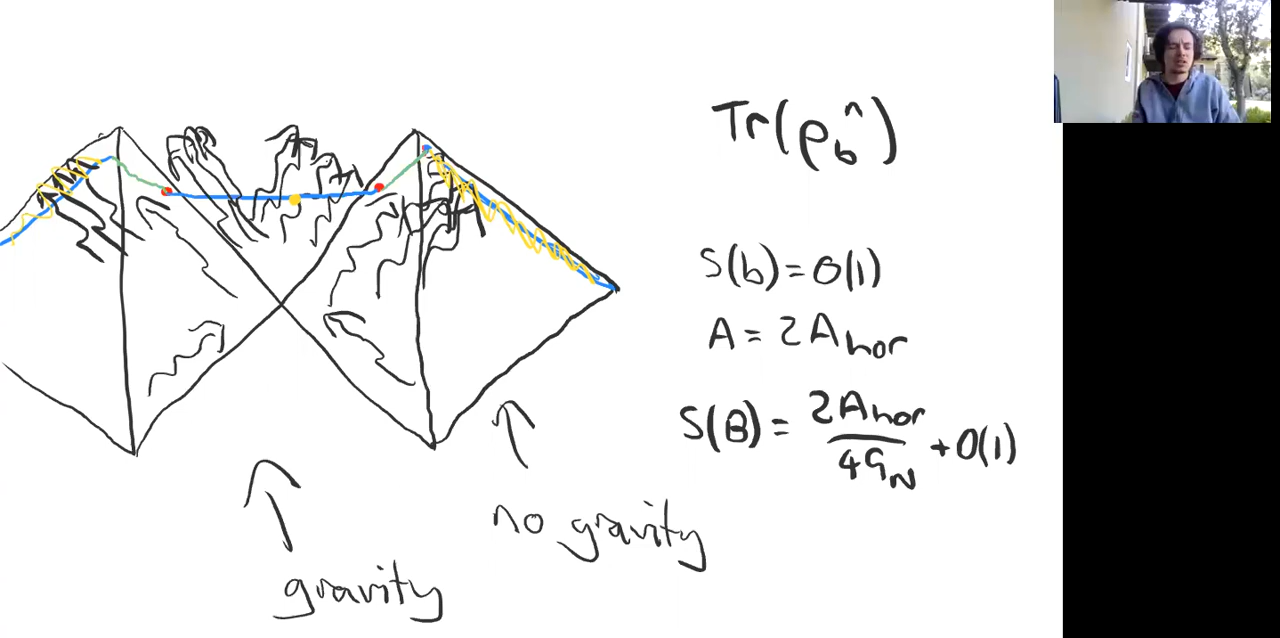 Tr(ρ_b^n)
S(b)=O(1)
A = 2A_hor
S(B) = 2A_hor / 4G_N + O(1)
no gravity
gravity